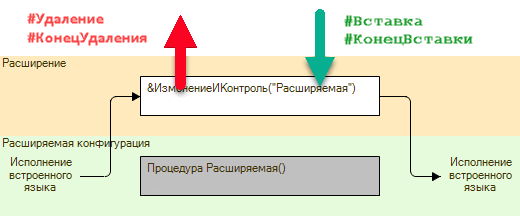 #Удаление
#КонецУдаления
#Вставка
#КонецВставки
Расширение
&ИзменениеИКонтроль("Расширяемая")
Расширяемая конфигурация
Исполнение
встроенного
языка
Процедура Расширяемая()
Исполнение
встроенного
языка